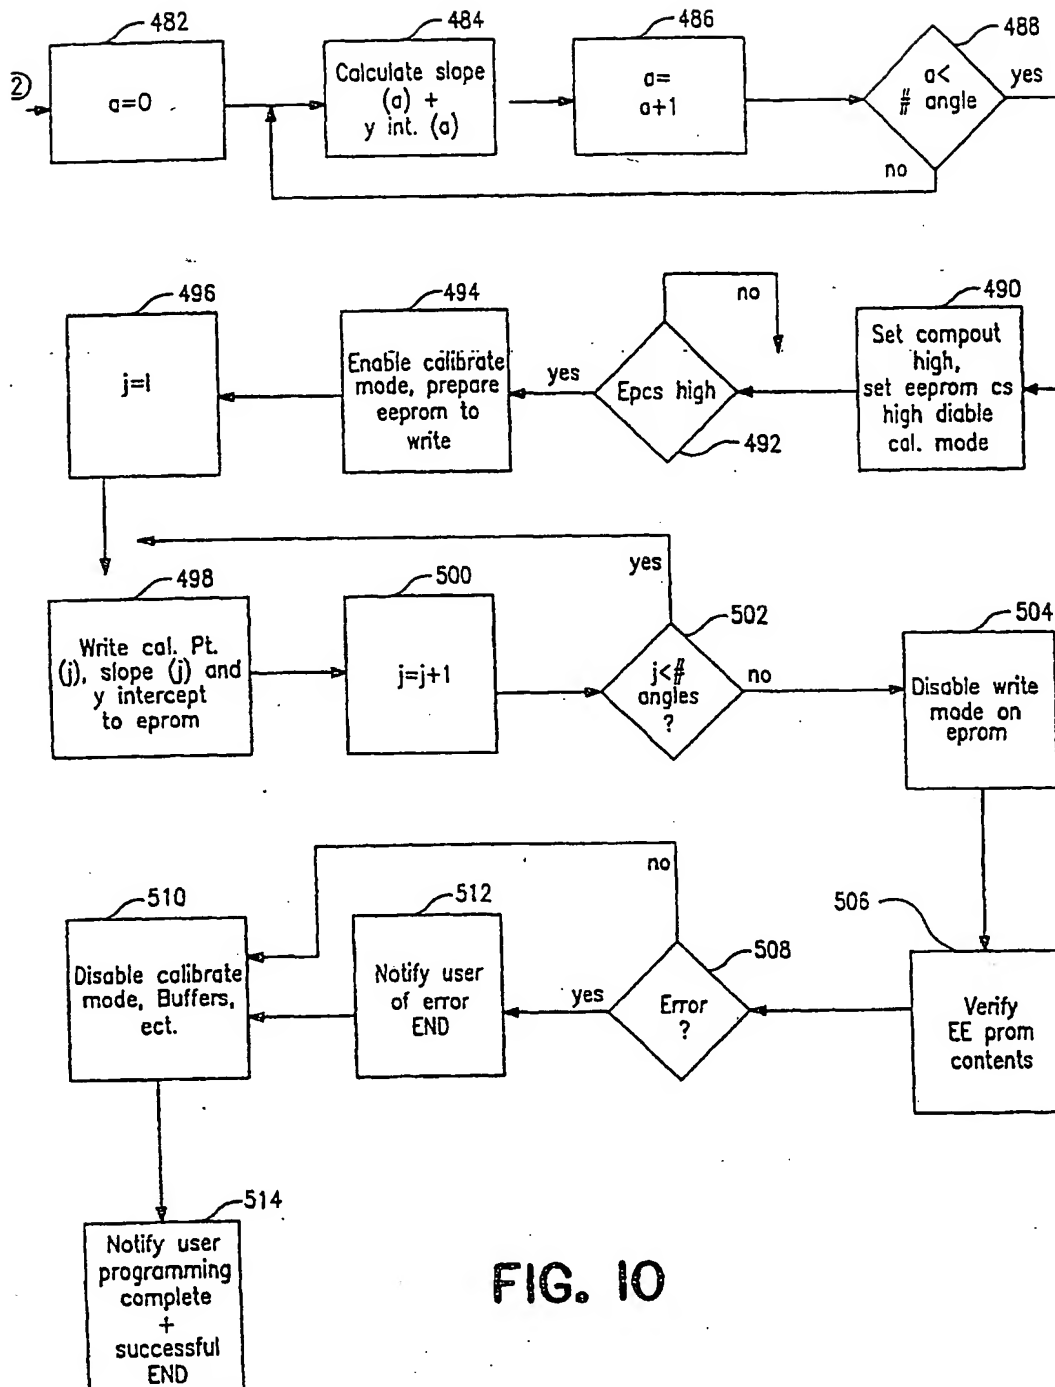 482
484
486
488
2)
a=0
Calculate slope
(a) +
y int. (a)
a=
a+1
a<
# angle
yes
no
496
494
no
490
j=1
Enable calibrate
mode, prepare
eeprom to
write
yes
Epcs high
492
Set compout
high,
set eeprom cs
high diable
cal. mode
yes
498
500
502
504
Write cal. Pt.
(j), slope (j) and
y intercept
to eprom
j=j+1
j<#
angles
?
no
Disable write
mode on
eprom
no
510
512
508
506
Disable calibrate
mode, Buffers,
ect.
Notify user
of error
END
yes
Error
?
Verify
EE prom
contents
514
Notify user
programming
complete
+
successful
END
FIG. 10